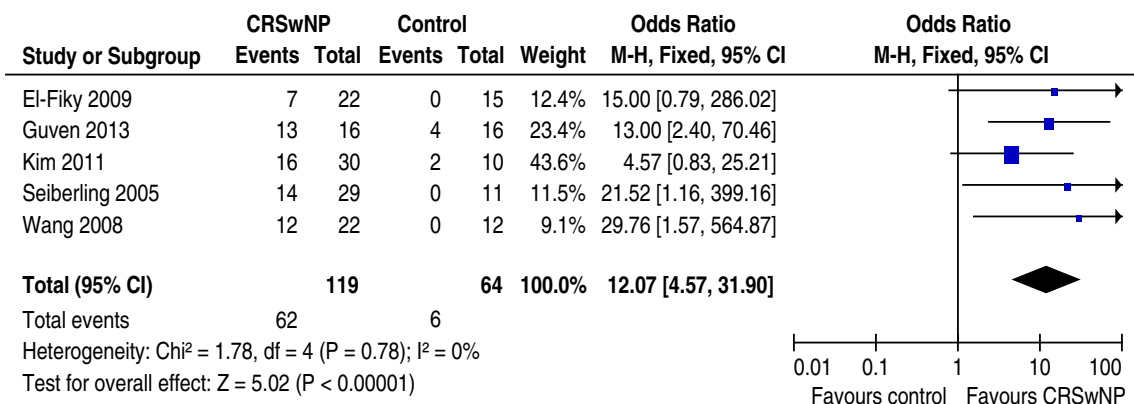 CRSwNP Control Odds Ratio Odds Ratio
Study or Subgroup Events Total Events Total Weight M-H, Fixed, 95% CI M-H, Fixed, 95% CI
El-Fiky 2009 7 22 0 15 12.4% 15.00 [0.79, 286.02]
Guven 2013 13 16 4 16 23.4% 13.00 [2.40, 70.46]
Kim 2011 16 30 2 10 43.6% 4.57 [0.83, 25.21]
Seiberling 2005 14 29 0 11 11.5% 21.52 [1.16, 399.16]
Wang 2008 12 22 0 12 9.1% 29.76 [1.57, 564.87]
Total (95% CI) 119 64 100.0% 12.07 [4.57, 31.90]
Total events 62 6
Heterogeneity: Chi² = 1.78, df = 4 (P = 0.78); I² = 0%
Test for overall effect: Z = 5.02 (P < 0.00001)
0.01 0.1 1 10 100
Favours control Favours CRSwNP